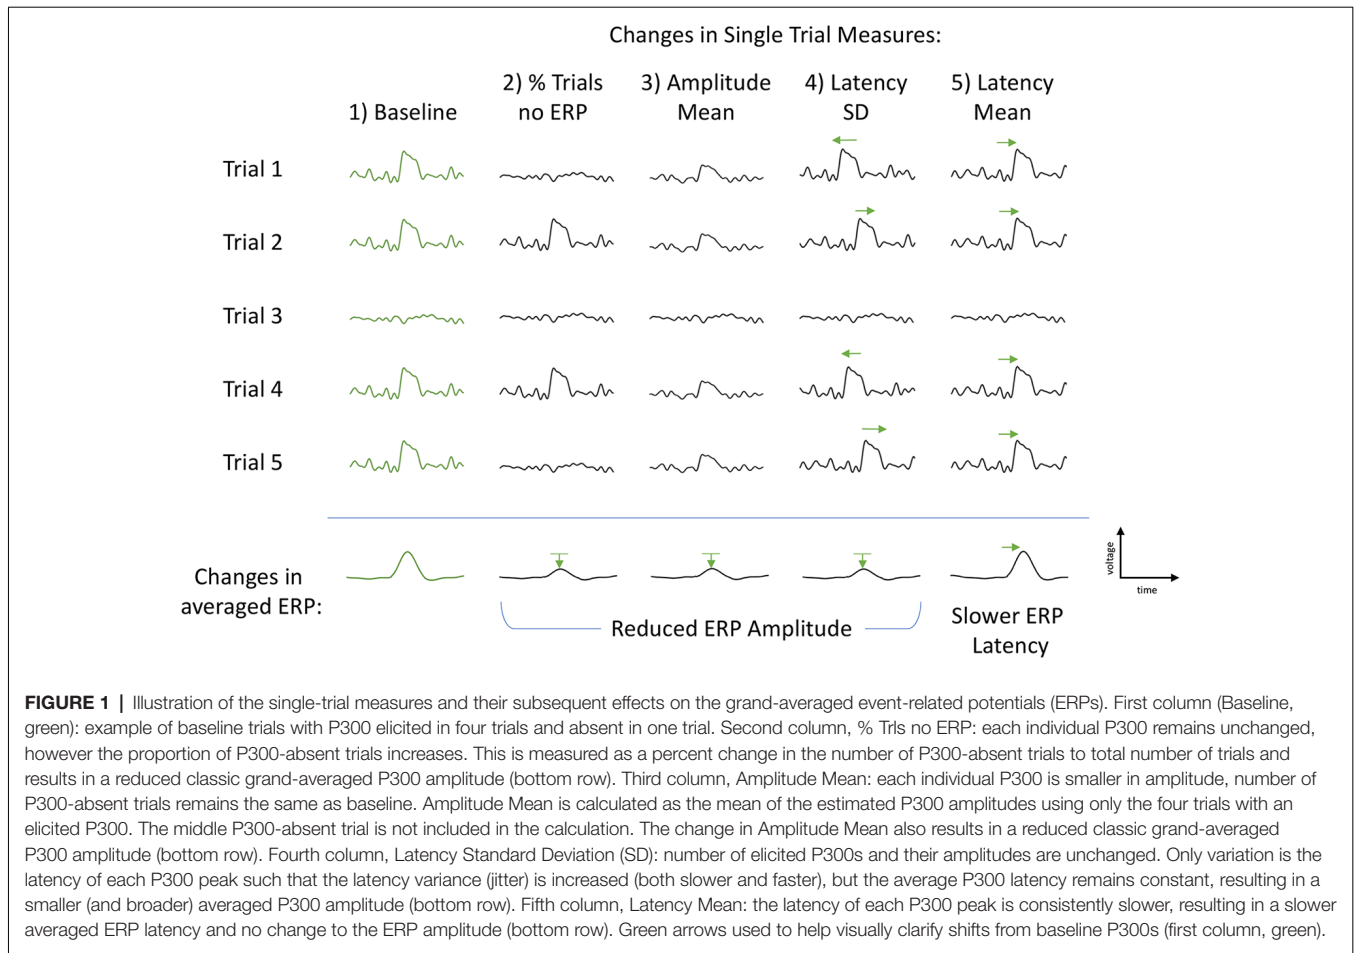 Changes in Single Trial Measures:
1) Baseline
2) % Trials
no ERP
3) Amplitude
Mean
4) Latency
SD
5) Latency
Mean
Trial 1
Trial 2
Trial 3
Trial 4
Trial 5
Changes in
averaged ERP:
Reduced ERP Amplitude
Slower ERP
Latency
voltage
time
FIGURE 1 | Illustration of the single-trial measures and their subsequent effects on the grand-averaged event-related potentials (ERPs). First column (Baseline,
green): example of baseline trials with P300 elicited in four trials and absent in one trial. Second column, % Trls no ERP: each individual P300 remains unchanged,
however the proportion of P300-absent trials increases. This is measured as a percent change in the number of P300-absent trials to total number of trials and
results in a reduced classic grand-averaged P300 amplitude (bottom row). Third column, Amplitude Mean: each individual P300 is smaller in amplitude, number of
P300-absent trials remains the same as baseline. Amplitude Mean is calculated as the mean of the estimated P300 amplitudes using only the four trials with an
elicited P300. The middle P300-absent trial is not included in the calculation. The change in Amplitude Mean also results in a reduced classic grand-averaged
P300 amplitude (bottom row). Fourth column, Latency Standard Deviation (SD): number of elicited P300s and their amplitudes are unchanged. Only variation is the
latency of each P300 peak such that the latency variance (jitter) is increased (both slower and faster), but the average P300 latency remains constant, resulting in a
smaller (and broader) averaged P300 amplitude (bottom row). Fifth column, Latency Mean: the latency of each P300 peak is consistently slower, resulting in a slower
averaged ERP latency and no change to the ERP amplitude (bottom row). Green arrows used to help visually clarify shifts from baseline P300s (first column, green).